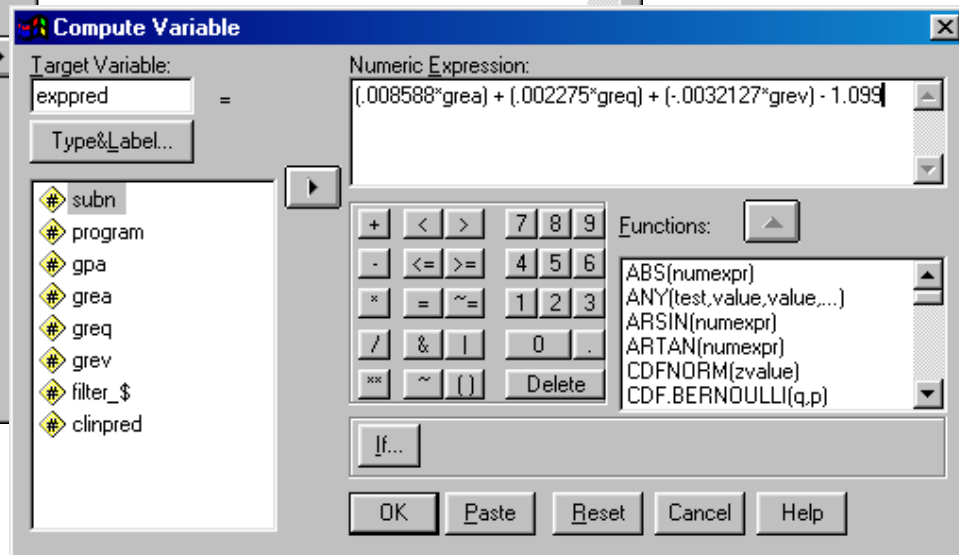 Compute Variable
Target Variable:
exppred
=
Type&Label...
Numeric Expression:
(.008588*grea) + (.002275*greq) + (-.0032127*grev) - 1.099
subn
program
gpa
grea
greq
grev
filter_$
clinpred
+ < > 7 8 9
- <= >= 4 5 6
* = ~= 1 2 3
/ & | 0 .
** ~ () Delete
Functions:
ABS(numexpr)
ANY(test,value,value,...)
ARSIN(numexpr)
ARTAN(numexpr)
CDFNORM(zvalue)
CDF.BERNOULLI(q,p)
If...
OK Paste Reset Cancel Help